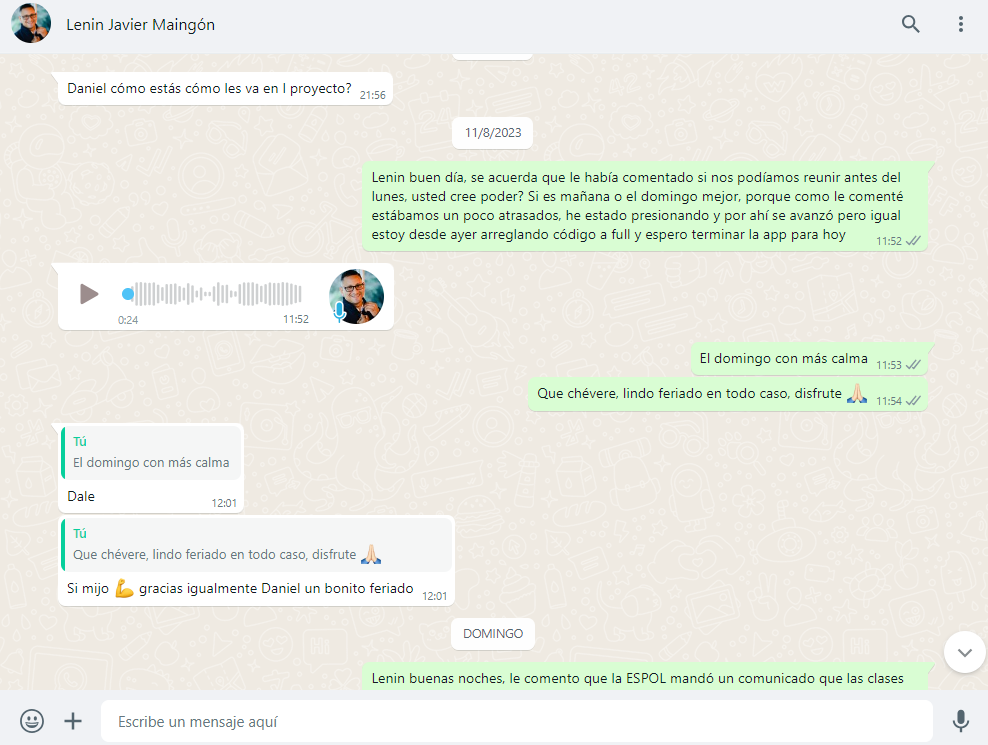 Lenin Javier Maingón
Daniel cómo estás cómo les va en l proyecto?
21:56
11/8/2023
Lenin buen día, se acuerda que le había comentado si nos podíamos reunir antes del
lunes, usted cree poder? Si es mañana o el domingo mejor, porque como le comenté
estábamos un poco atrasados, he estado presionando y por ahí se avanzó pero igual
estoy desde ayer arreglando código a full y espero terminar la app para hoy
11:52
0:24
11:52
El domingo con más calma
11:53
Que chévere, lindo feriado en todo caso, disfrute 🙏🏻
11:54
Tú
El domingo con más calma
Dale
12:01
Tú
Que chévere, lindo feriado en todo caso, disfrute 🙏🏻
Si mijo 💪 gracias igualmente Daniel un bonito feriado
12:01
DOMINGO
Lenin buenas noches, le comento que la ESPOL mandó un comunicado que las clases
Escribe un mensaje aquí